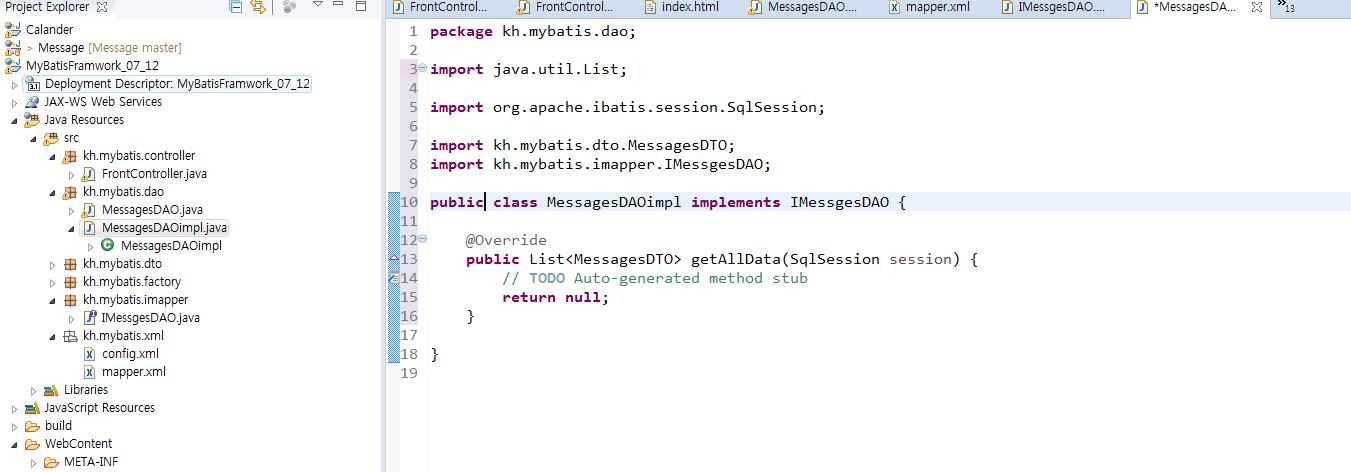 Project Explorer
Calander
> Message [Message master]
MyBatisFramwork_07_12
Deployment Descriptor: MyBatisFramwork_07_12
JAX-WS Web Services
Java Resources
src
kh.mybatis.controller
FrontController.java
kh.mybatis.dao
MessagesDAO.java
MessagesDAOimpl.java
MessagesDAOimpl
kh.mybatis.dto
kh.mybatis.factory
kh.mybatis.imapper
IMessgesDAO.java
kh.mybatis.xml
config.xml
mapper.xml
Libraries
JavaScript Resources
build
WebContent
META-INF
FrontControl... FrontControl... index.html MessagesDAO.... mapper.xml IMessgesDAO.... *MessagesDA... »13
1 package kh.mybatis.dao;
2
3 import java.util.List;
4
5 import org.apache.ibatis.session.SqlSession;
6
7 import kh.mybatis.dto.MessagesDTO;
8 import kh.mybatis.imapper.IMessgesDAO;
9
10 public class MessagesDAOimpl implements IMessgesDAO {
11
12 @Override
13 public List<MessagesDTO> getAllData(SqlSession session) {
14 // TODO Auto-generated method stub
15 return null;
16 }
17
18 }
19